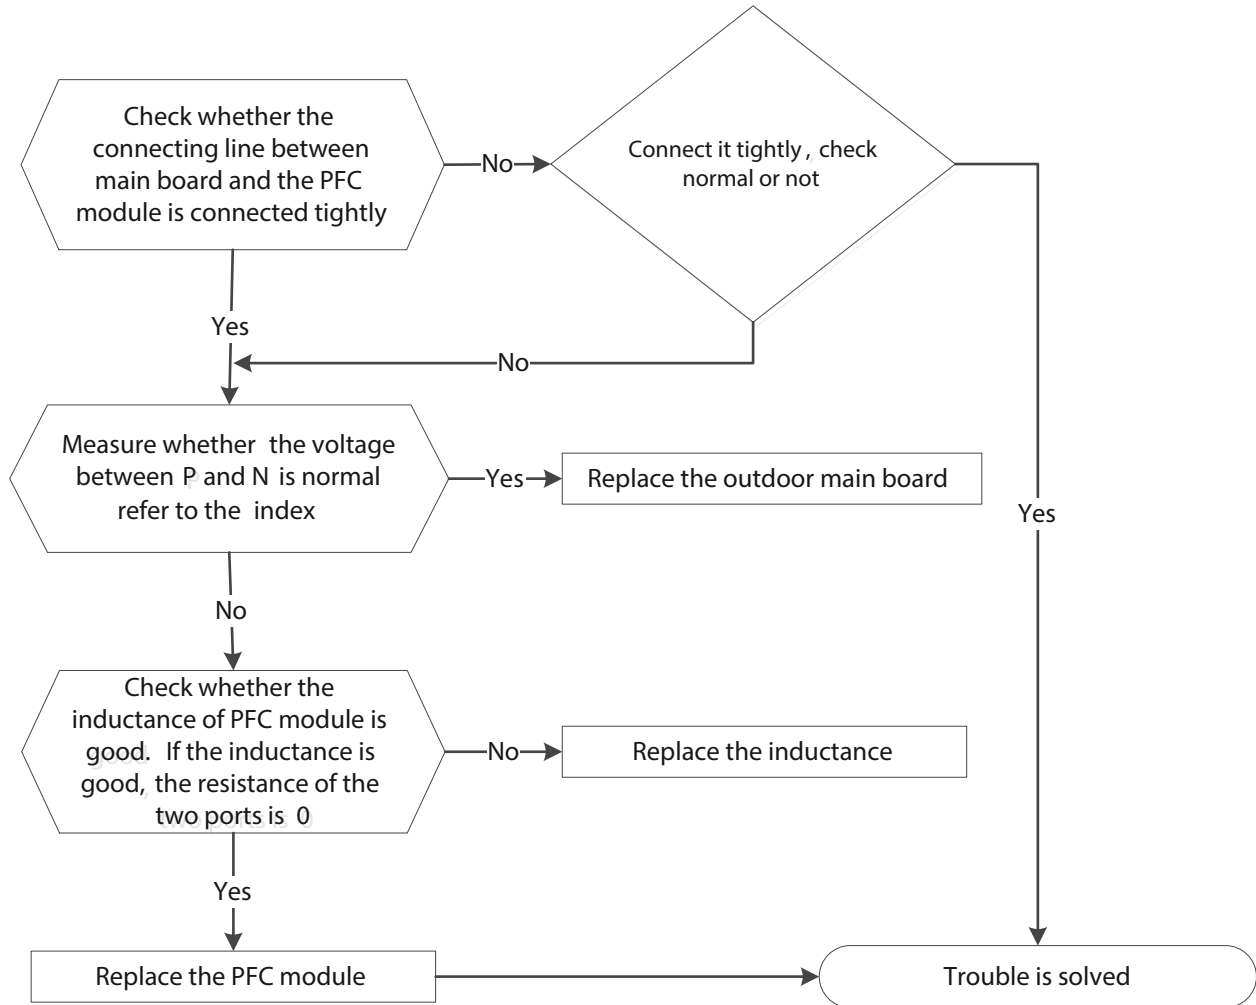 Check whether the
connecting line between
main board and the PFC
module is connected tightly
No
Connect it tightly, check
normal or not
Yes
No
Measure whether the voltage
between P and N is normal
refer to the index
Yes
Replace the outdoor main board
Yes
No
Check whether the
inductance of PFC module is
good. If the inductance is
good, the resistance of the
two ports is 0
No
Replace the inductance
Yes
Replace the PFC module
Trouble is solved